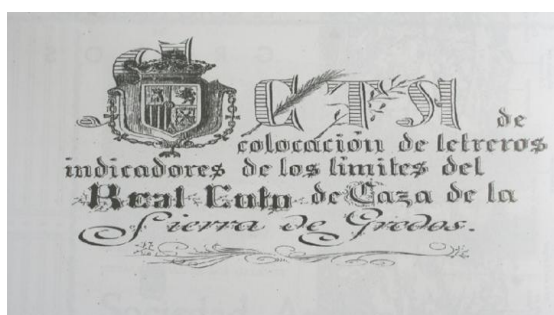 ACTA de
colocación de letreros
indicadores de los límites del
Real Coto de Caza de la
Sierra de Gredos.